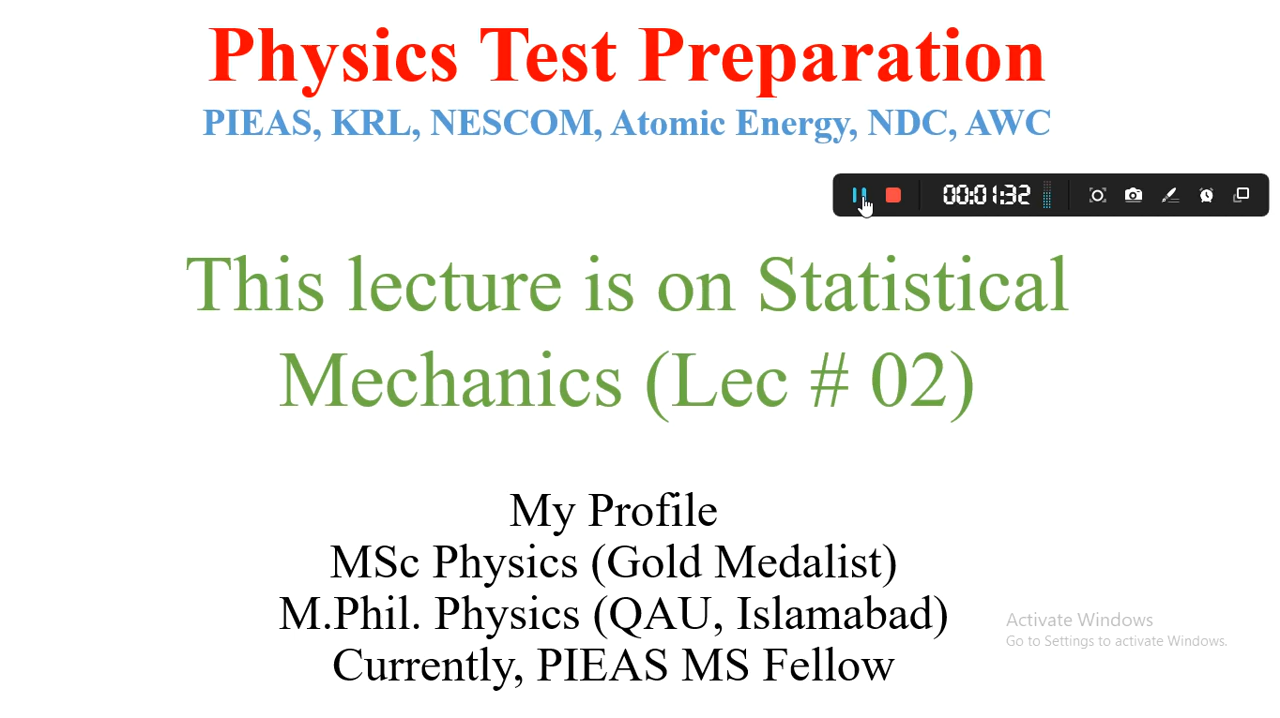 Physics Test Preparation
PIEAS, KRL, NESCOM, Atomic Energy, NDC, AWC
00:01:32
This lecture is on Statistical
Mechanics (Lec # 02)
My Profile
MSc Physics (Gold Medalist)
M.Phil. Physics (QAU, Islamabad)
Currently, PIEAS MS Fellow
Activate Windows
Go to Settings to activate Windows.